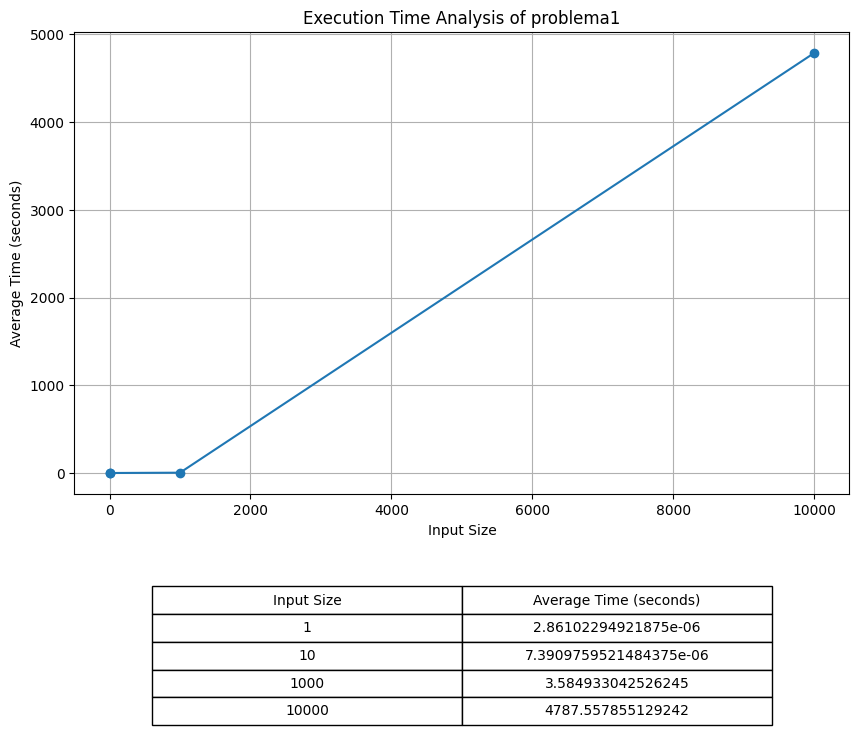 Execution Time Analysis of problema1
5000
4000
3000
2000
1000
0
Average Time (seconds)
0 2000 4000 6000 8000 10000
Input Size
Input Size Average Time (seconds)
1 2.86102294921875e-06
10 7.3909759521484375e-06
1000 3.584933042526245
10000 4787.557855129242